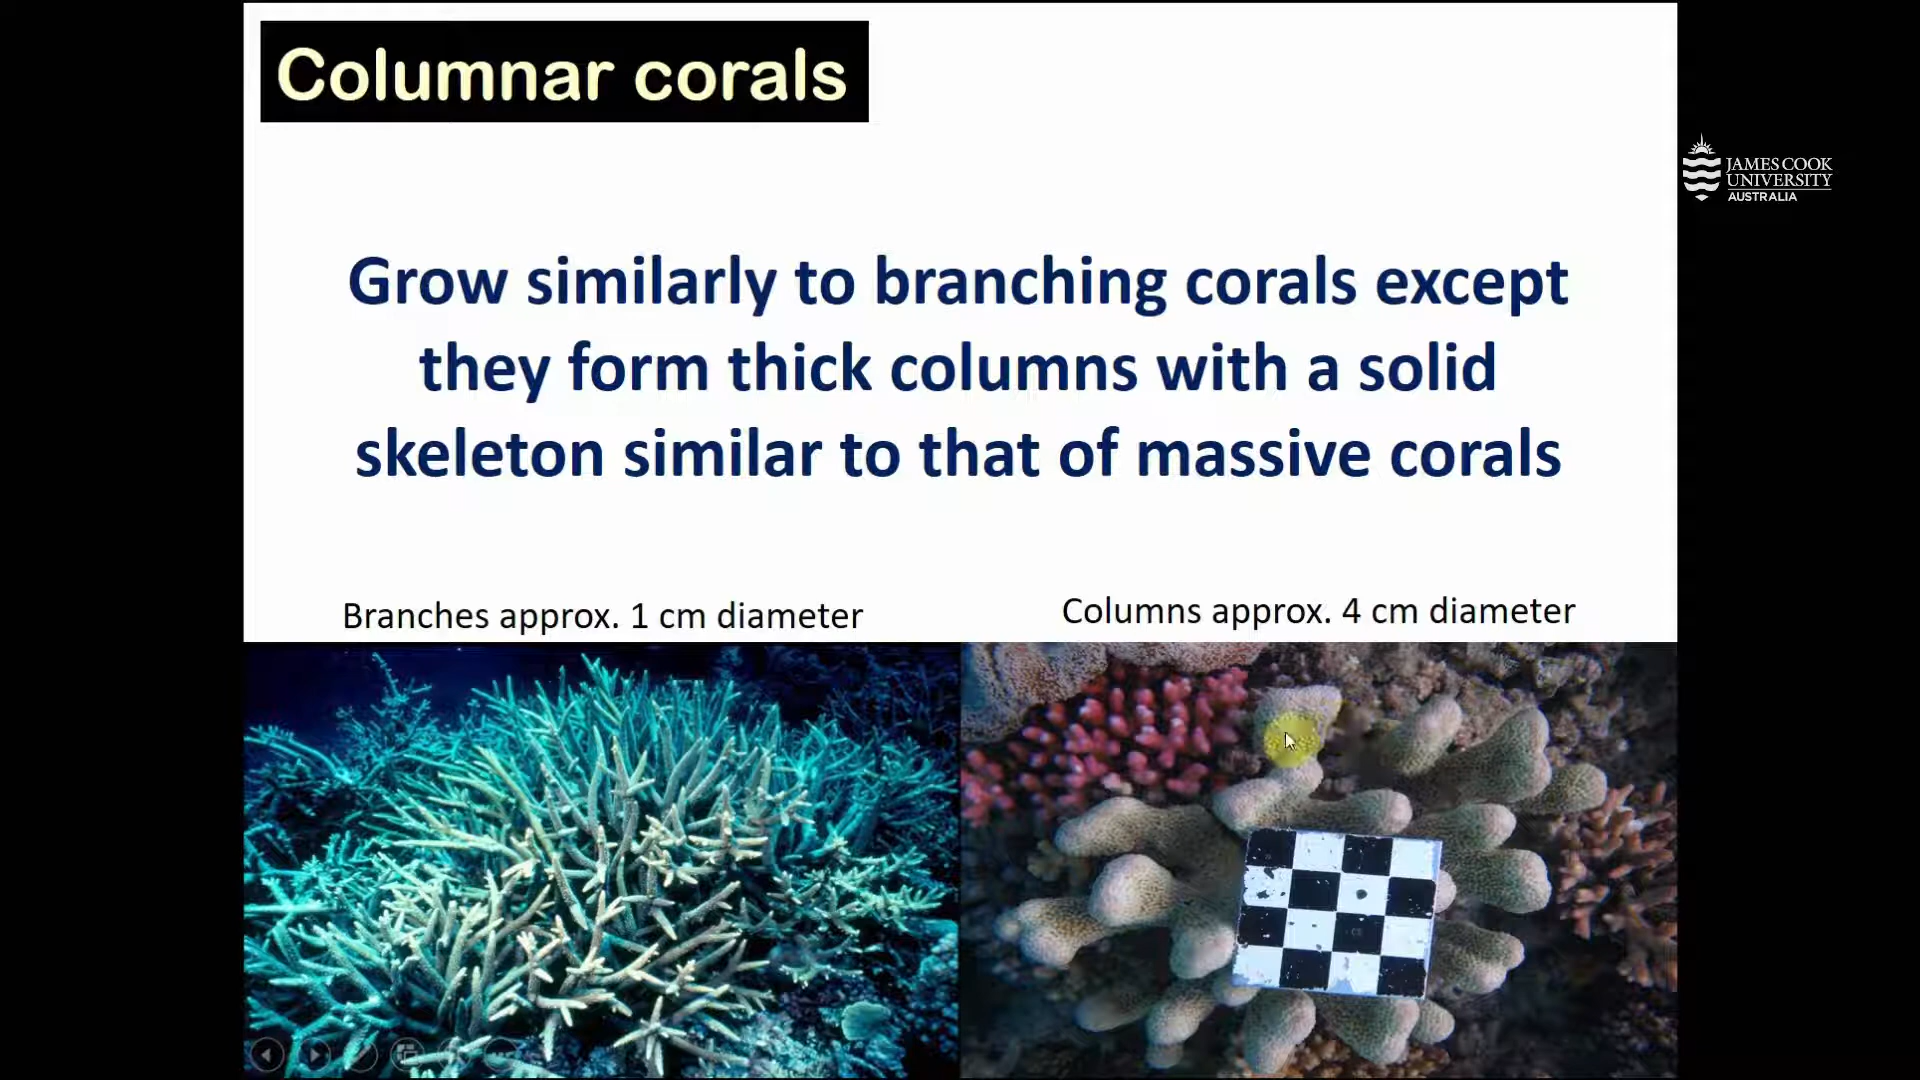 Columnar corals
JAMES COOK
UNIVERSITY
AUSTRALIA
Grow similarly to branching corals except
they form thick columns with a solid
skeleton similar to that of massive corals
Branches approx. 1 cm diameter
Columns approx. 4 cm diameter